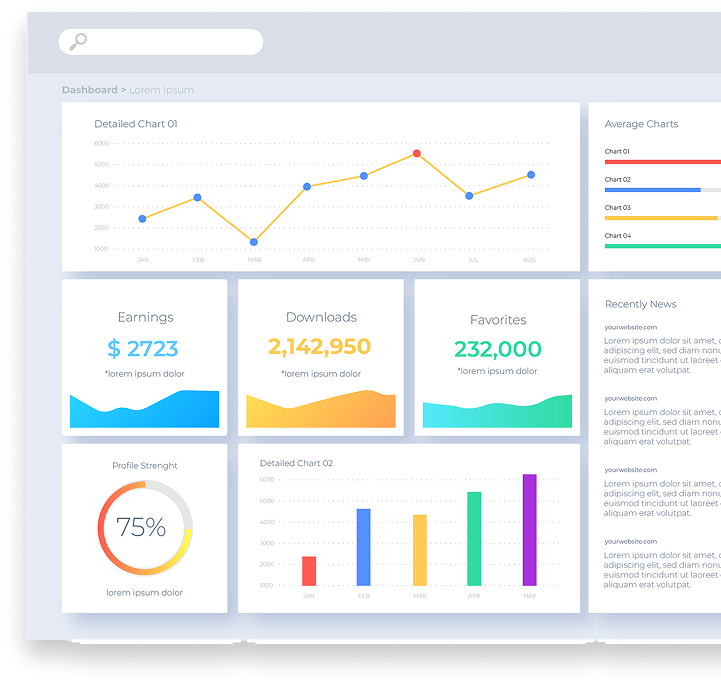 Dashboard > Lorem Ipsum
Detailed Chart 01
6000
5000
4000
3000
2000
1000
JAN FEB MAR APR MAY JUN JUL AUG
Average Charts
Chart 01
Chart 02
Chart 03
Chart 04
Earnings
$ 2723
*lorem ipsum dolor
Downloads
2,142,950
*lorem ipsum dolor
Favorites
232,000
*lorem ipsum dolor
Recently News
yourwebsite.com
Lorem ipsum dolor sit amet,
adipiscing elit, sed diam nonu
euismod tincidunt ut laoreet
aliquam erat volutpat.
yourwebsite.com
Lorem ipsum dolor sit amet,
adipiscing elit, sed diam nonu
euismod tincidunt ut laoreet
aliquam erat volutpat.
yourwebsite.com
Lorem ipsum dolor sit amet,
adipiscing elit, sed diam nonu
euismod tincidunt ut laoreet
aliquam erat volutpat.
yourwebsite.com
Lorem ipsum dolor sit amet,
adipiscing elit, sed diam nonu
euismod tincidunt ut laoreet
aliquam erat volutpat.
Profile Strenght
75%
lorem ipsum dolor
Detailed Chart 02
6000
5000
4000
3000
2000
1000
JAN FEB MAR APR MAY